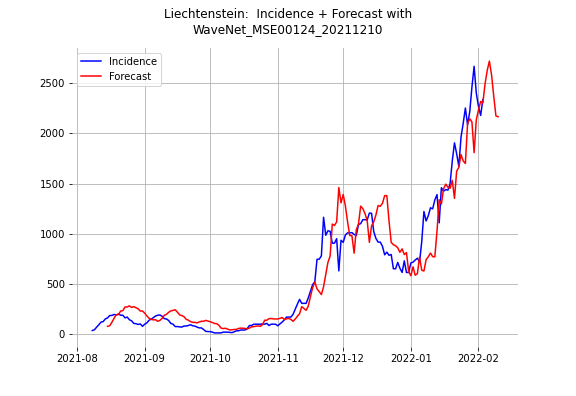 Liechtenstein:  Incidence + Forecast with
WaveNet_MSE00124_20211210
Incidence
Forecast
2500
2000
1500
1000
500
0
2021-08 2021-09 2021-10 2021-11 2021-12 2022-01 2022-02